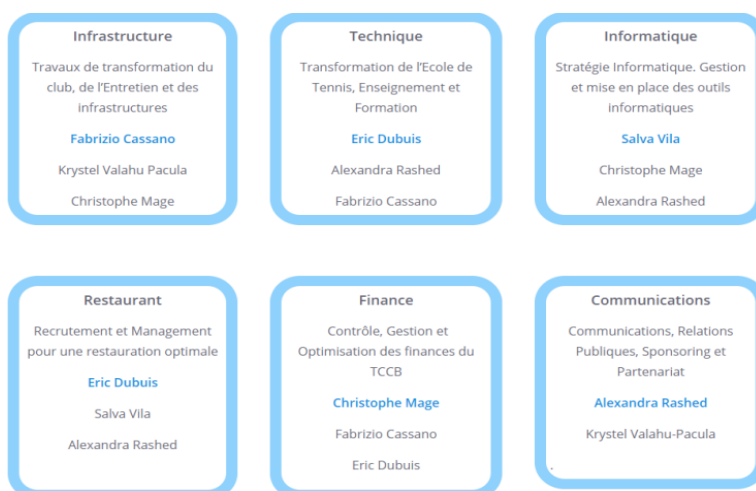 Infrastructure
Travaux de transformation du
club, de l'Entretien et des
infrastructures
Fabrizio Cassano
Krystel Valahu Pacula
Christophe Mage
Technique
Transformation de l'Ecole de
Tennis, Enseignement et
Formation
Eric Dubuis
Alexandra Rashed
Fabrizio Cassano
Informatique
Stratégie Informatique. Gestion
et mise en place des outils
informatiques
Salva Vila
Christophe Mage
Alexandra Rashed
Restaurant
Recrutement et Management
pour une restauration optimale
Eric Dubuis
Salva Vila
Alexandra Rashed
Finance
Contrôle, Gestion et
Optimisation des finances du
TCCB
Christophe Mage
Fabrizio Cassano
Eric Dubuis
Communications
Communications, Relations
Publiques, Sponsoring et
Partenariat
Alexandra Rashed
Krystel Valahu-Pacula
.